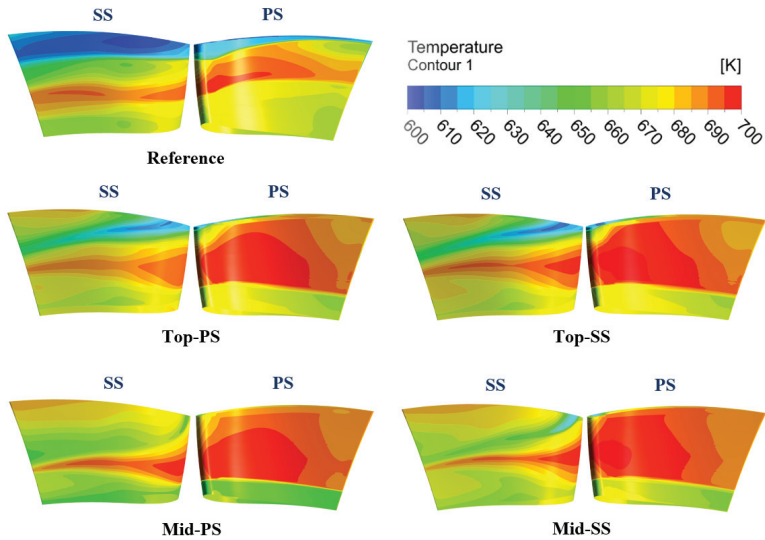 SS PS
Temperature
Contour 1 [K]
600 610 620 630 640 650 660 670 680 690 700
Reference
SS PS
SS PS
Top-PS
Top-SS
SS PS
SS PS
Mid-PS
Mid-SS